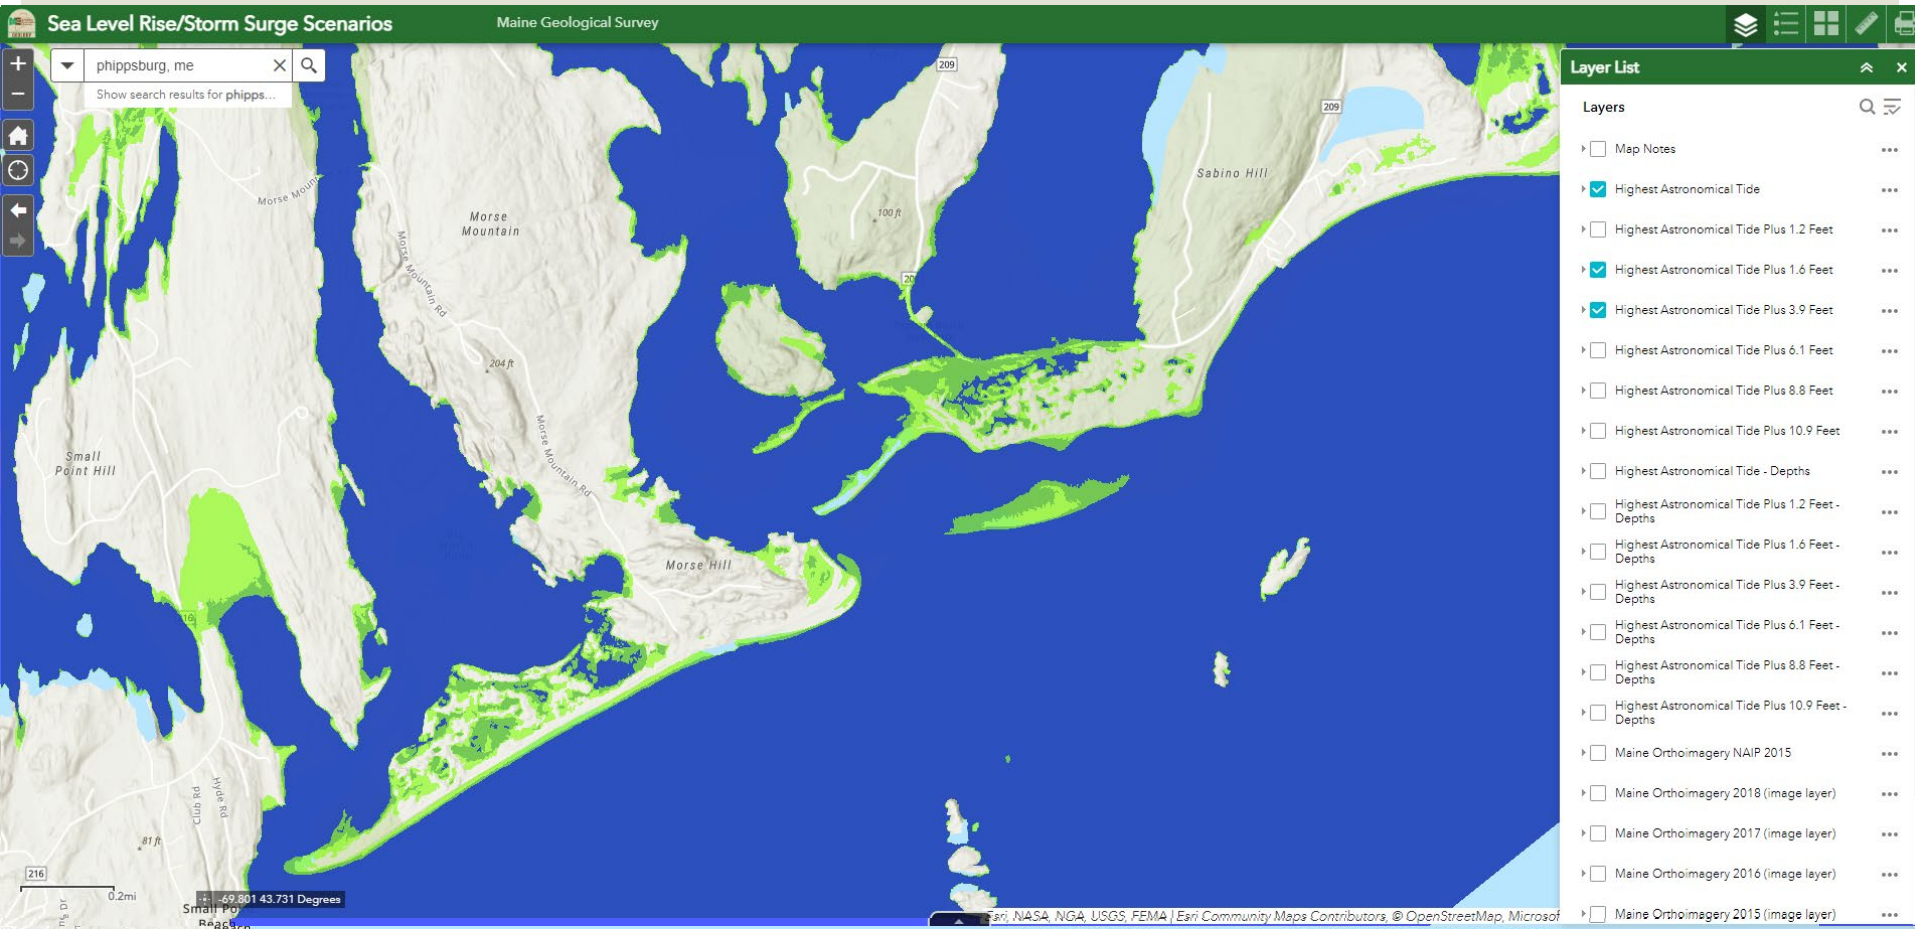 Sea Level Rise/Storm Surge Scenarios
Maine Geological Survey
phippsburg, me
Show search results for phipps...
Layer List
Layers
Map Notes
Highest Astronomical Tide
Highest Astronomical Tide Plus 1.2 Feet
Highest Astronomical Tide Plus 1.6 Feet
Highest Astronomical Tide Plus 3.9 Feet
Highest Astronomical Tide Plus 6.1 Feet
Highest Astronomical Tide Plus 8.8 Feet
Highest Astronomical Tide Plus 10.9 Feet
Highest Astronomical Tide - Depths
Highest Astronomical Tide Plus 1.2 Feet -
Depths
Highest Astronomical Tide Plus 1.6 Feet -
Depths
Highest Astronomical Tide Plus 3.9 Feet -
Depths
Highest Astronomical Tide Plus 6.1 Feet -
Depths
Highest Astronomical Tide Plus 8.8 Feet -
Depths
Highest Astronomical Tide Plus 10.9 Feet -
Depths
Maine Orthoimagery NAIP 2015
Maine Orthoimagery 2018 (image layer)
Maine Orthoimagery 2017 (image layer)
Maine Orthoimagery 2016 (image layer)
Maine Orthoimagery 2015 (image layer)
209
209
Sabino Hill
Morse Moun
Morse
Mountain
100 ft
20
Morse Mountain Rd
204 ft
Morse Mountain Rd
Small
Point Hill
Morse Hill
16
Club Rd
Hyde Rd
81 ft
216
0.2mi
-69.801 43.731 Degrees
Small Po
Beach
Esri, NASA, NGA, USGS, FEMA | Esri Community Maps Contributors, © OpenStreetMap, Microsof